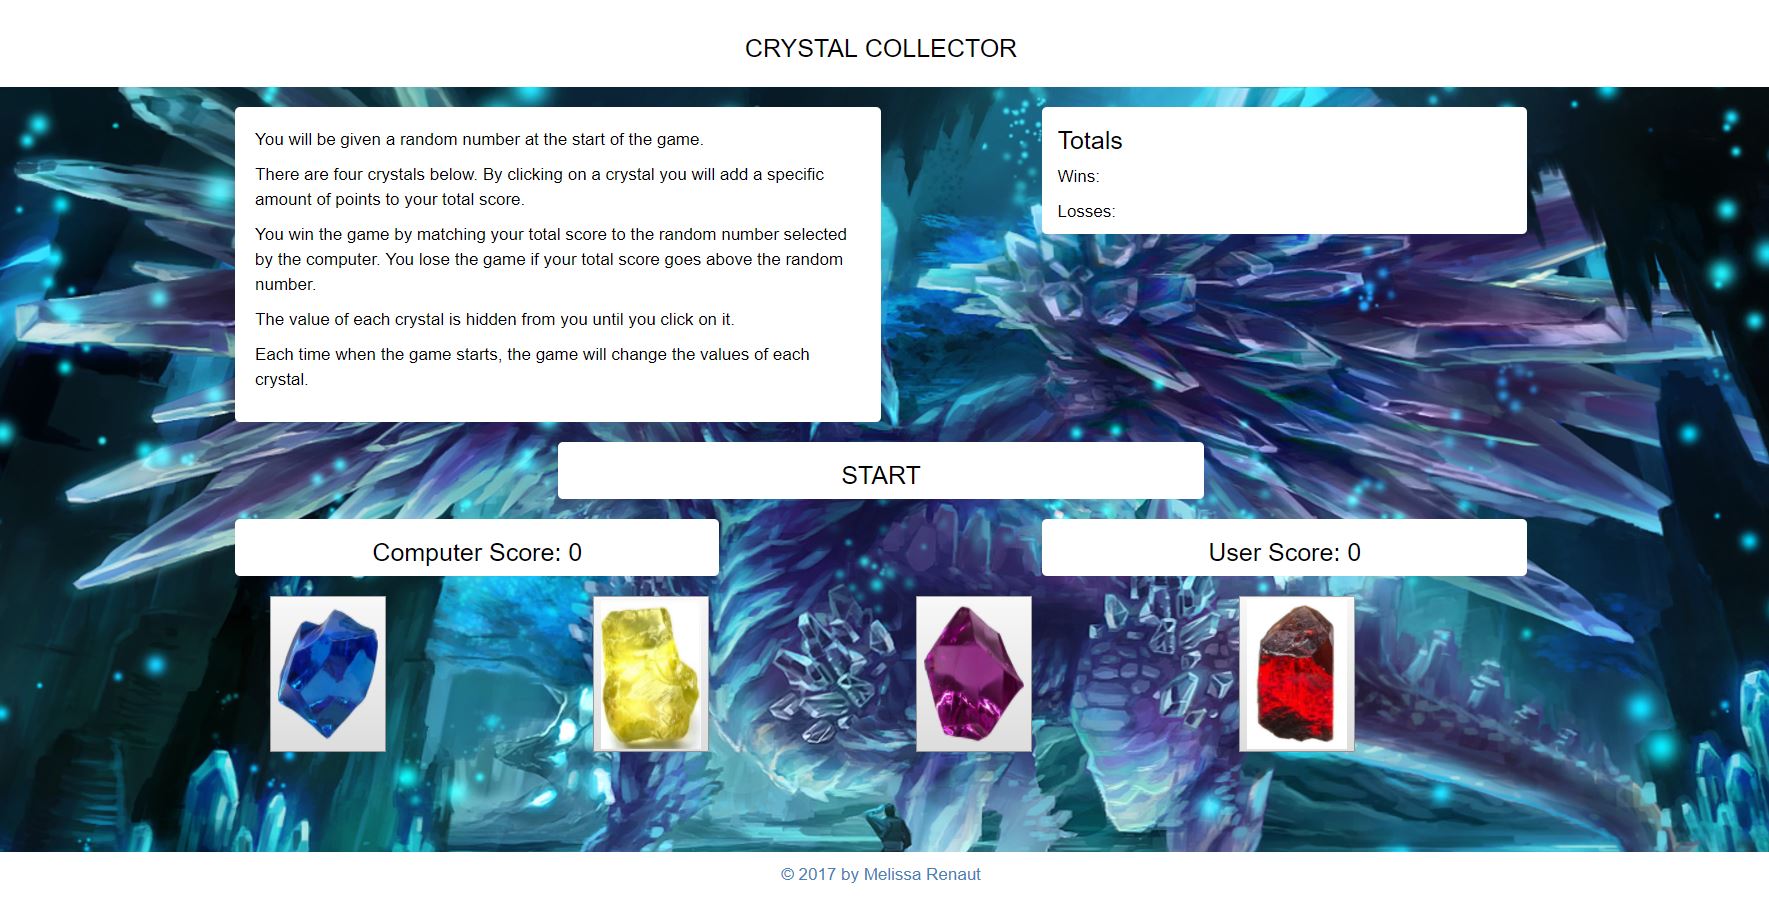 CRYSTAL COLLECTOR
You will be given a random number at the start of the game.
There are four crystals below. By clicking on a crystal you will add a specific
amount of points to your total score.
You win the game by matching your total score to the random number selected
by the computer. You lose the game if your total score goes above the random
number.
The value of each crystal is hidden from you until you click on it.
Each time when the game starts, the game will change the values of each
crystal.
Totals
Wins:
Losses:
START
Computer Score: 0
User Score: 0
© 2017 by Melissa Renaut